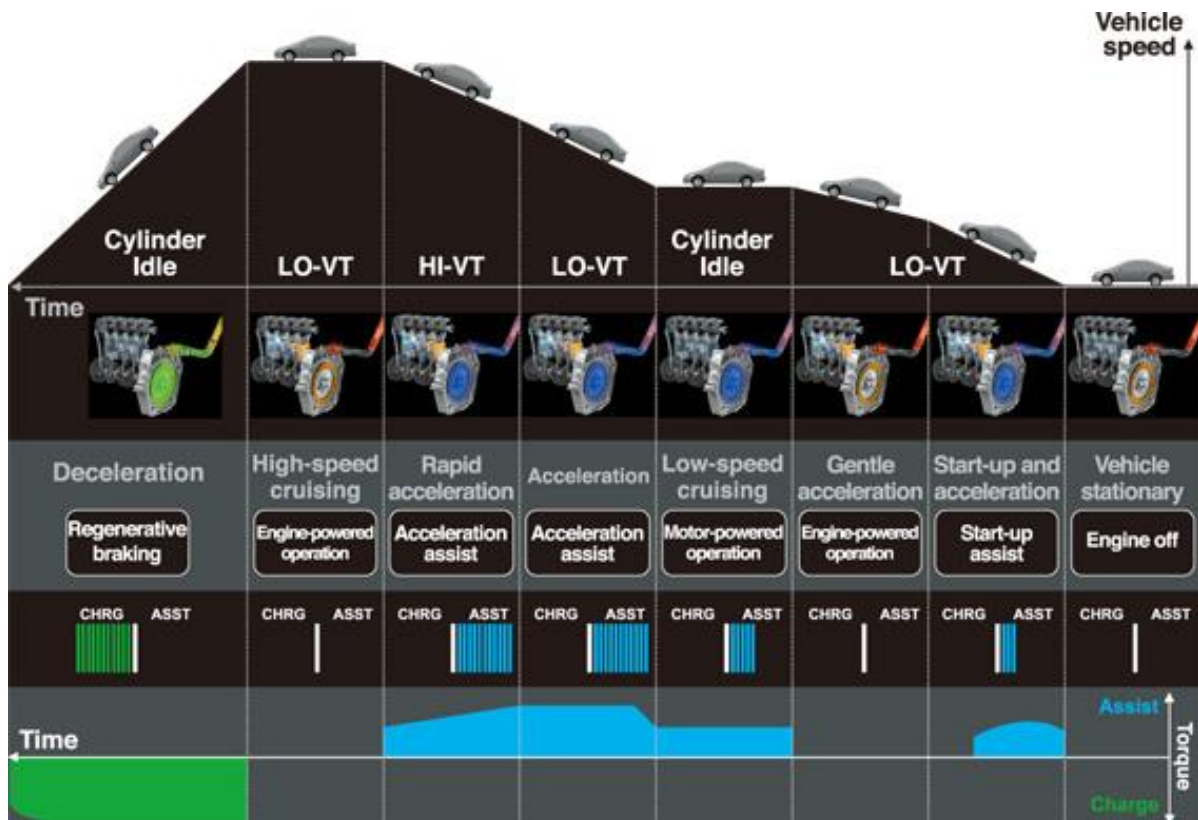 Vehicle
speed
Cylinder
Idle
LO-VT
HI-VT
LO-VT
Cylinder
Idle
LO-VT
Time
Deceleration
High-speed
cruising
Rapid
acceleration
Acceleration
Low-speed
cruising
Gentle
acceleration
Start-up and
acceleration
Vehicle
stationary
Regenerative
braking
Engine-powered
operation
Acceleration
assist
Acceleration
assist
Motor-powered
operation
Engine-powered
operation
Start-up
assist
Engine off
CHRG ASST
CHRG ASST
CHRG ASST
CHRG ASST
CHRG ASST
CHRG ASST
CHRG ASST
CHRG ASST
Assist
Time
Torque
Charge